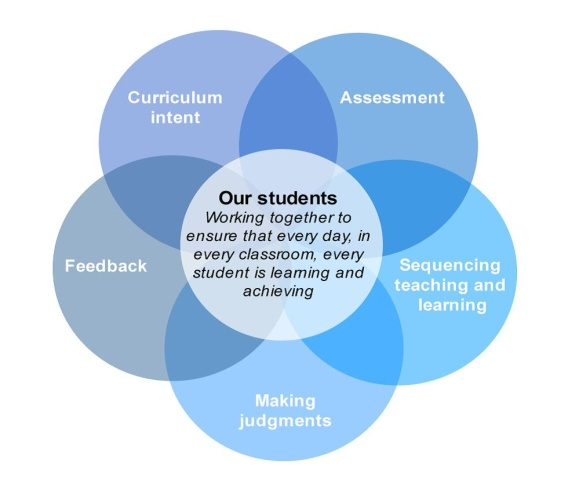 Curriculum
intent
Assessment
Our students
Working together to
ensure that every day, in
every classroom, every
student is learning and
achieving
Feedback
Sequencing
teaching and
learning
Making
judgments